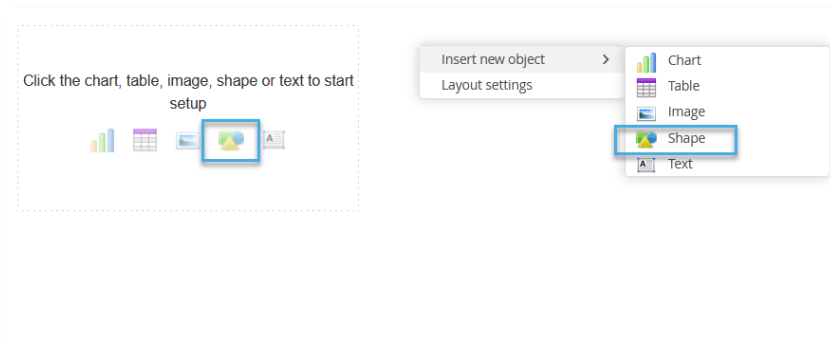 Click the chart, table, image, shape or text to start
setup
A
Insert new object
Layout settings
Chart
Table
Image
Shape
A Text